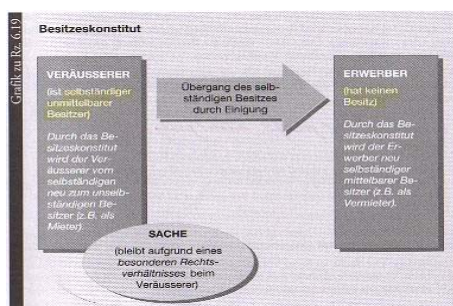 Grafik zu Rz. 6.19
Besitzeskonstitut
VERÄUSSERER
(ist selbständiger
unmittelbarer
Besitzer)
Durch das Be-
sitzeskonstitut
wird der Ver-
äusserer vom
selbständigen
neu zum unselb-
ständigen Be-
sitzer (z.B. als
Mieter).
Übergang des selb-
ständigen Besitzes
durch Einigung
ERWERBER
(hat keinen
Besitz)
Durch das Be-
sitzeskonstitut
wird der Er-
werber neu
selbständiger
mittelbarer Be-
sitzer (z.B. als
Vermieter).
SACHE
(bleibt aufgrund eines
besonderen Rechts-
verhältnisses beim
Veräusserer)